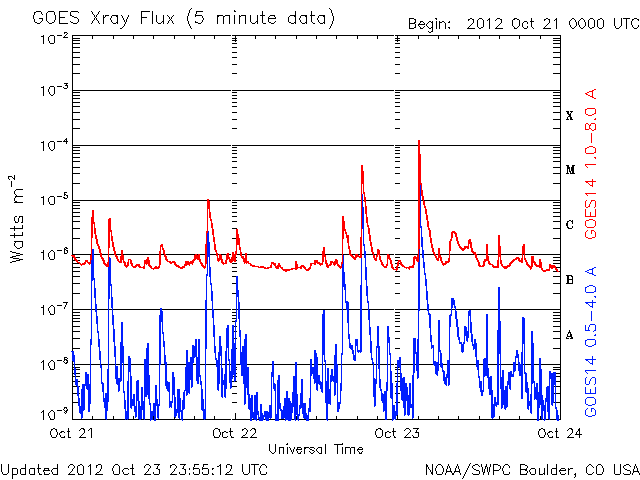 GOES Xray Flux (5 minute data)
Begin: 2012 Oct 21 0000 UTC
10-2
10-3
10-4
10-5
10-6
10-7
10-8
10-9
Watts m-2
X
M
C
B
A
GOES14 1.0-8.0 A
GOES14 0.5-4.0 A
Oct 21
Oct 22
Oct 23
Oct 24
Universal Time
Updated 2012 Oct 23 23:55:12 UTC
NOAA/SWPC Boulder, CO USA